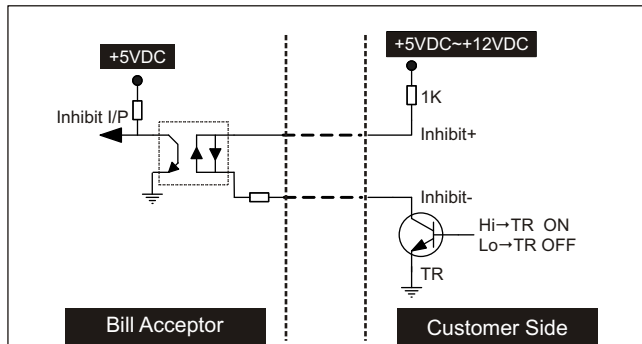 +5VDC
+5VDC~+12VDC
1K
Inhibit I/P
Inhibit+
Inhibit-
Hi→TR ON
Lo→TR OFF
TR
Bill Acceptor
Customer Side